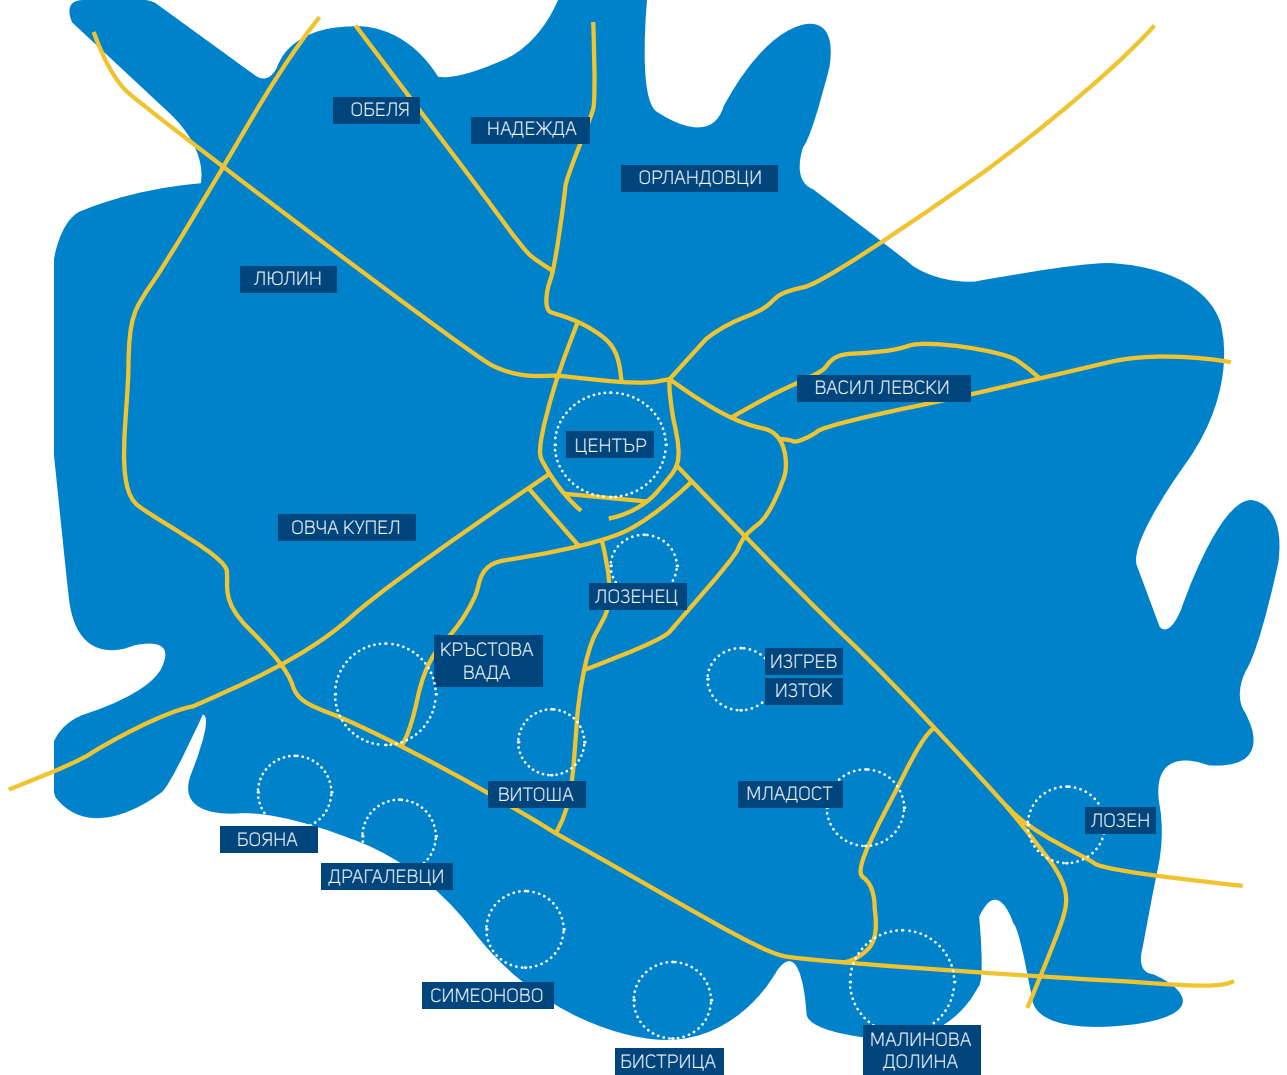 ОБЕЛЯ
НАДЕЖДА
ОРЛАНДОВЦИ
ЛЮЛИН
ВАСИЛ ЛЕВСКИ
ЦЕНТЪР
ОВЧА КУПЕЛ
ЛОЗЕНЕЦ
КРЪСТОВА
ВАДА
ИЗГРЕВ
ИЗТОК
ВИТОША
МЛАДОСТ
ЛОЗЕН
БОЯНА
ДРАГАЛЕВЦИ
СИМЕОНОВО
БИСТРИЦА
МАЛИНОВА
ДОЛИНА